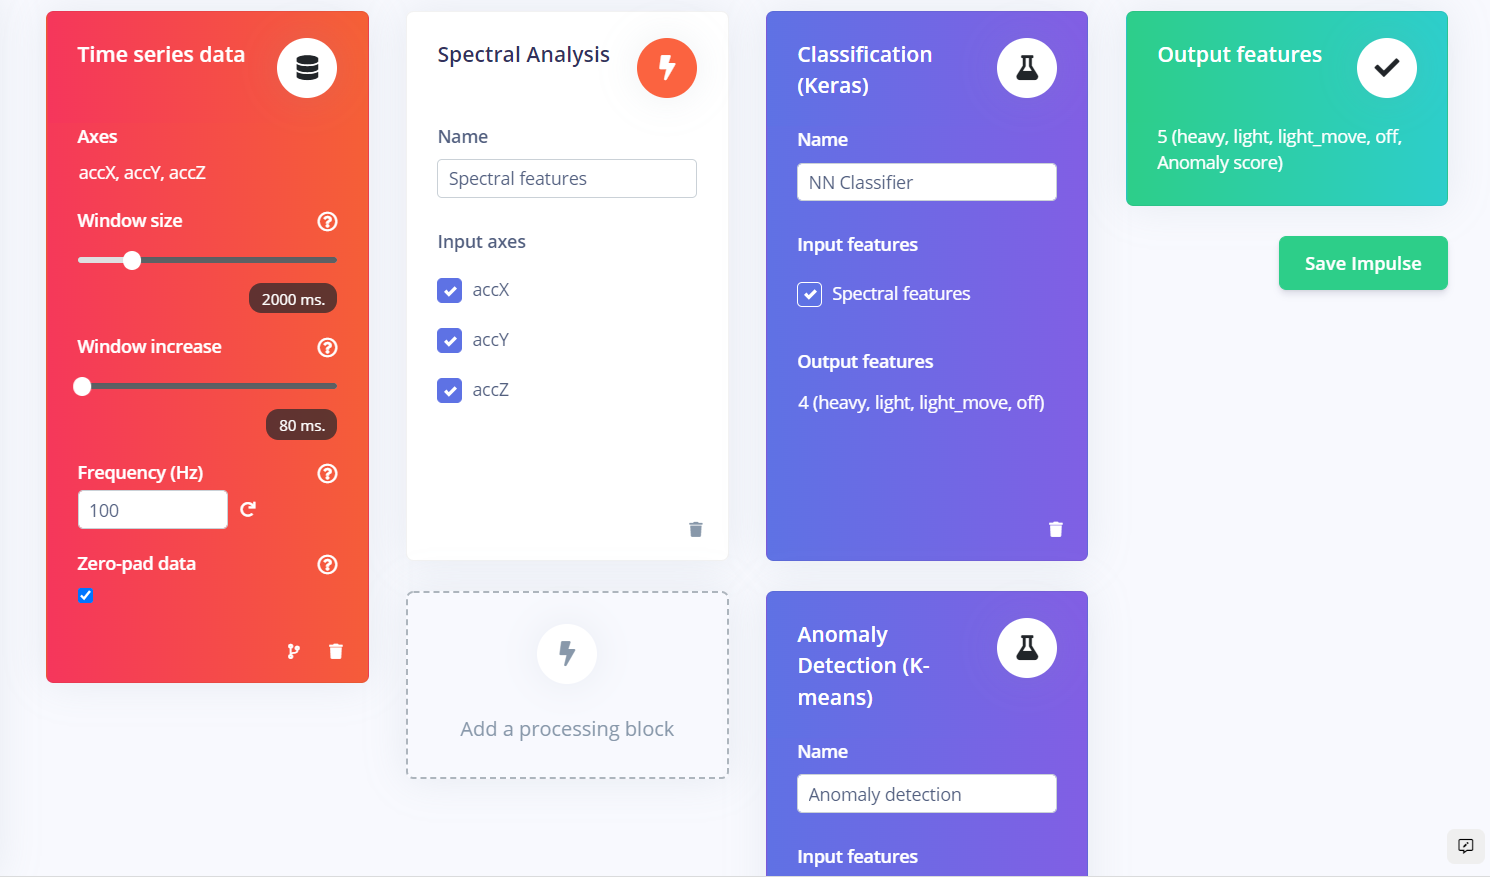 Time series data
Axes
accX, accY, accZ
Window size
2000 ms.
Window increase
80 ms.
Frequency (Hz)
100
Zero-pad data
Spectral Analysis
Name
Spectral features
Input axes
accX
accY
accZ
Add a processing block
Classification
(Keras)
Name
NN Classifier
Input features
Spectral features
Output features
4 (heavy, light, light_move, off)
Anomaly
Detection (K-
means)
Name
Anomaly detection
Input features
Output features
5 (heavy, light, light_move, off,
Anomaly score)
Save Impulse